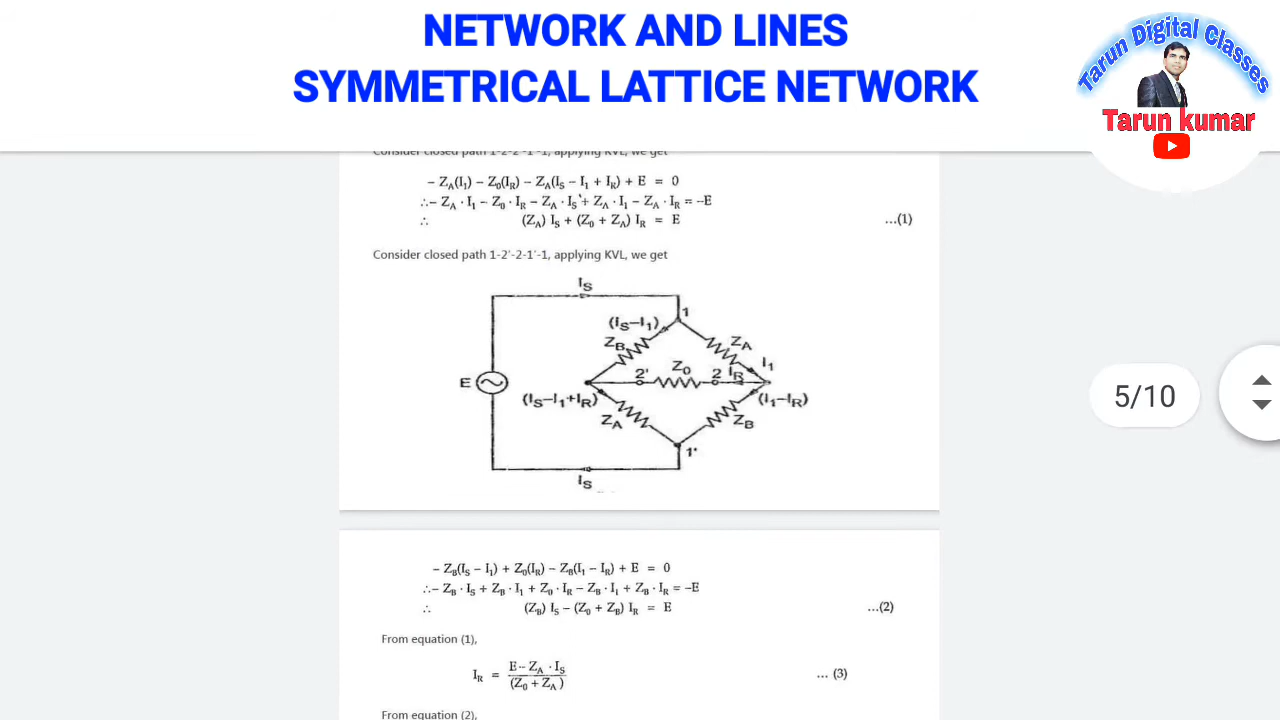 NETWORK AND LINES
SYMMETRICAL LATTICE NETWORK
Tarun Digital Classes
Tarun kumar
Consider closed path 1-2-2'-1'-1, applying KVL, we get
− Z_A(I_1) − Z_0(I_R) − Z_A(I_S − I_1 + I_R) + E = 0
∴− Z_A · I_1 − Z_0 · I_R − Z_A · I_S + Z_A · I_1 − Z_A · I_R = −E
∴ (Z_A) I_S + (Z_0 + Z_A) I_R = E ...(1)
Consider closed path 1-2'-2-1'-1, applying KVL, we get
I_S
1
(I_S−I_1)
Z_B
Z_A
I_1
E
2'
Z_0
2
I_R
(I_S−I_1+I_R)
(I_1−I_R)
Z_A
Z_B
1'
I_S
5/10
− Z_B(I_S − I_1) + Z_0(I_R) − Z_B(I_1 − I_R) + E = 0
∴− Z_B · I_S + Z_B · I_1 + Z_0 · I_R − Z_B · I_1 + Z_B · I_R = −E
∴ (Z_B) I_S − (Z_0 + Z_B) I_R = E ...(2)
From equation (1),
I_R = E − Z_A · I_S / (Z_0 + Z_A) ... (3)
From equation (2),